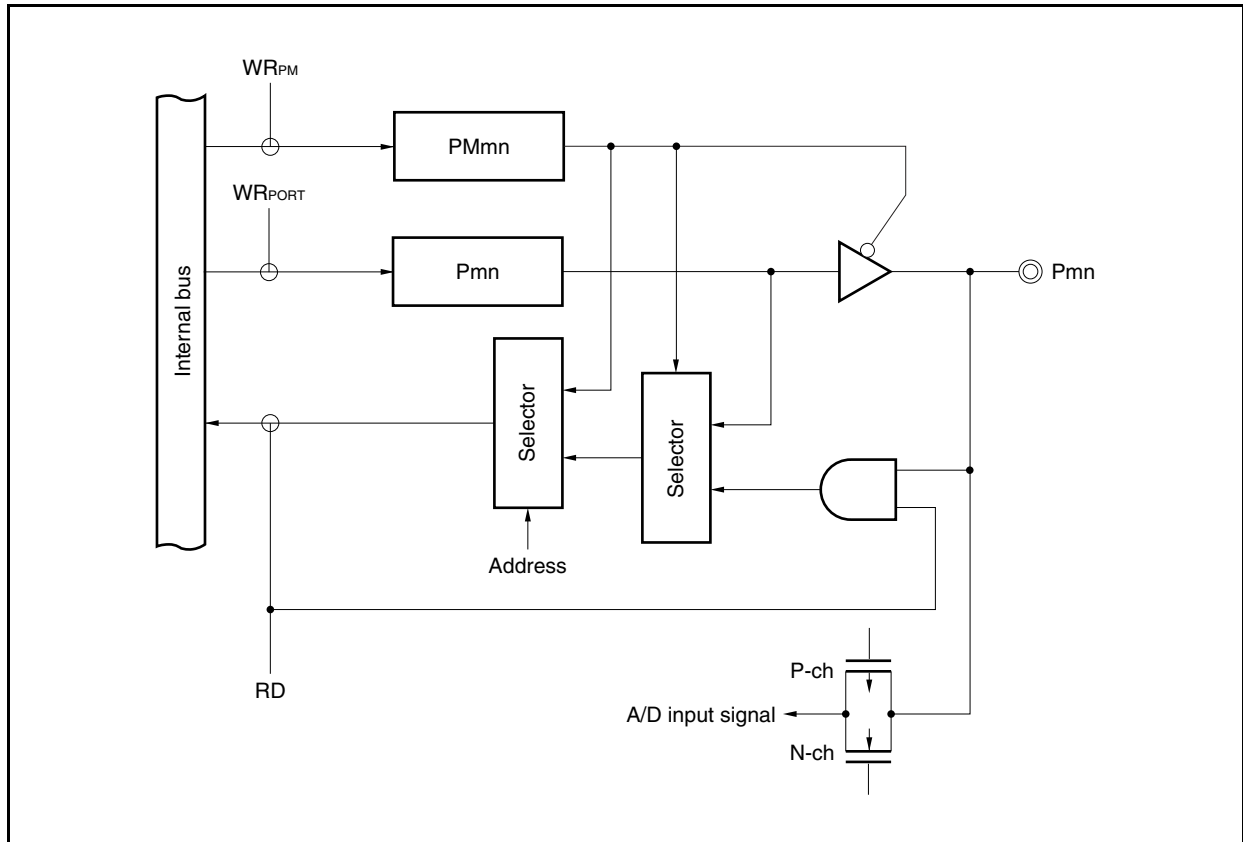 WRPM
PMmn
WRPORT
Pmn
Pmn
Internal bus
Selector
Selector
Address
RD
P-ch
A/D input signal
N-ch